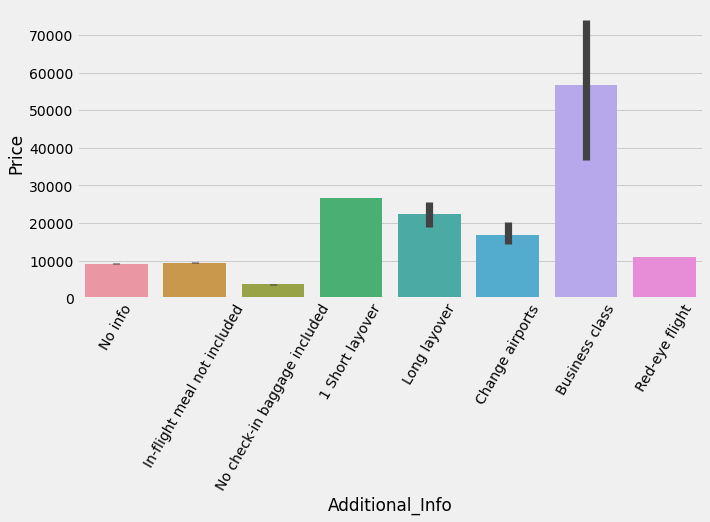 70000
60000
50000
40000
30000
20000
10000
0
Price
No info
In-flight meal not included
No check-in baggage included
1 Short layover
Long layover
Change airports
Business class
Red-eye flight
Additional_Info